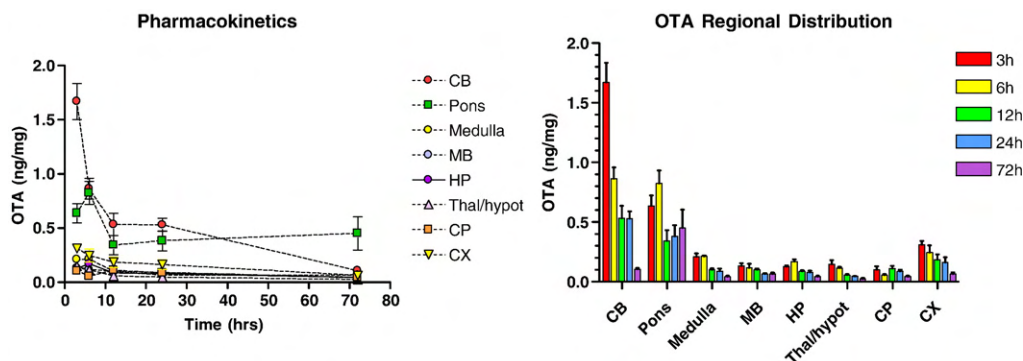 Pharmacokinetics
OTA (ng/mg)
2.0
1.5
1.0
0.5
0.0
0 10 20 30 40 50 60 70 80
Time (hrs)
CB
Pons
Medulla
MB
HP
Thal/hypot
CP
CX
OTA Regional Distribution
OTA (ng/mg)
2.0
1.5
1.0
0.5
0.0
CB
Pons
Medulla
MB
HP
Thal/hypot
CP
CX
3h
6h
12h
24h
72h